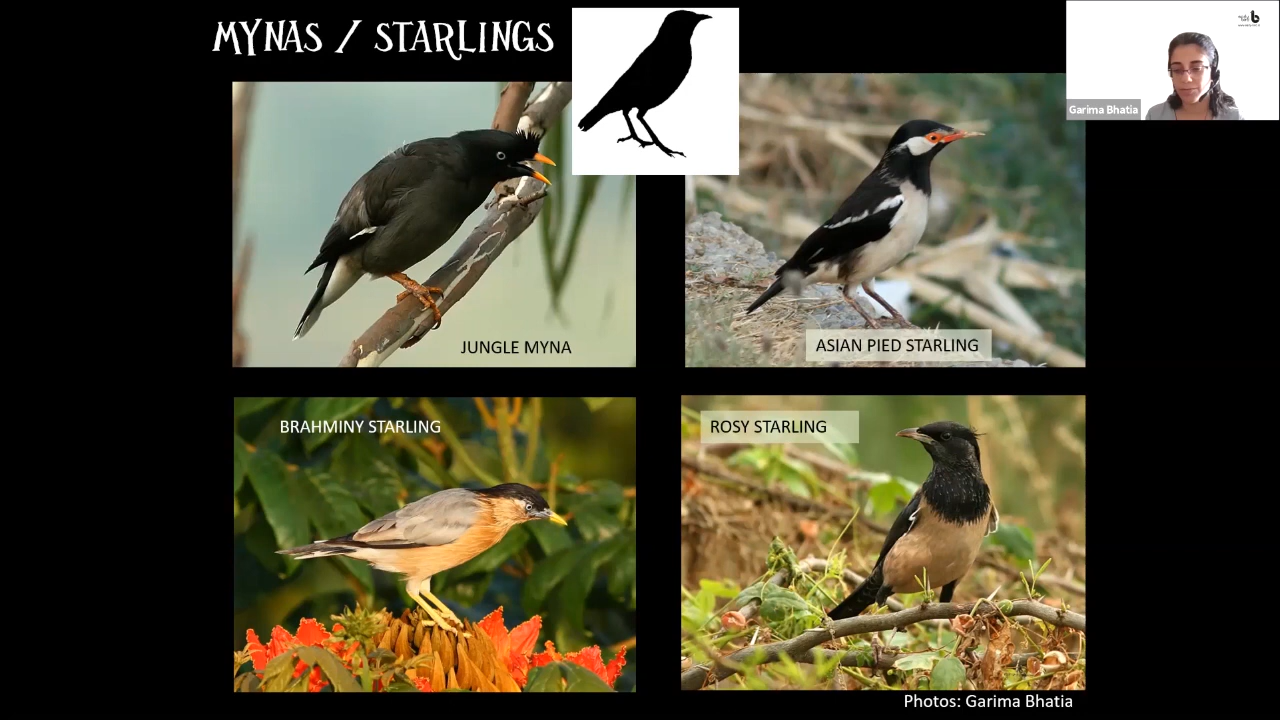 MYNAS / STARLINGS
Garima Bhatia
JUNGLE MYNA
ASIAN PIED STARLING
BRAHMINY STARLING
ROSY STARLING
Photos: Garima Bhatia